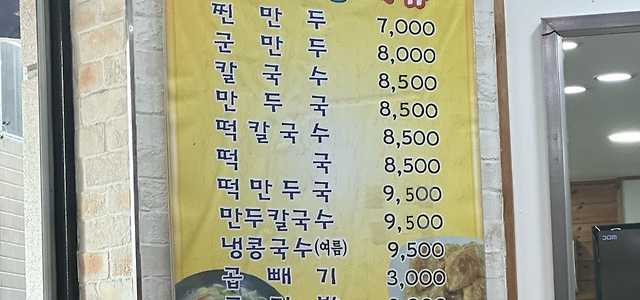 찐만두 7,000
군만두 8,000
칼국수 8,500
만두국 8,500
떡칼국수 8,500
떡국 8,500
떡만두국 9,500
만두칼국수 9,500
냉콩국수(여름) 9,500
곱빼기 3,000